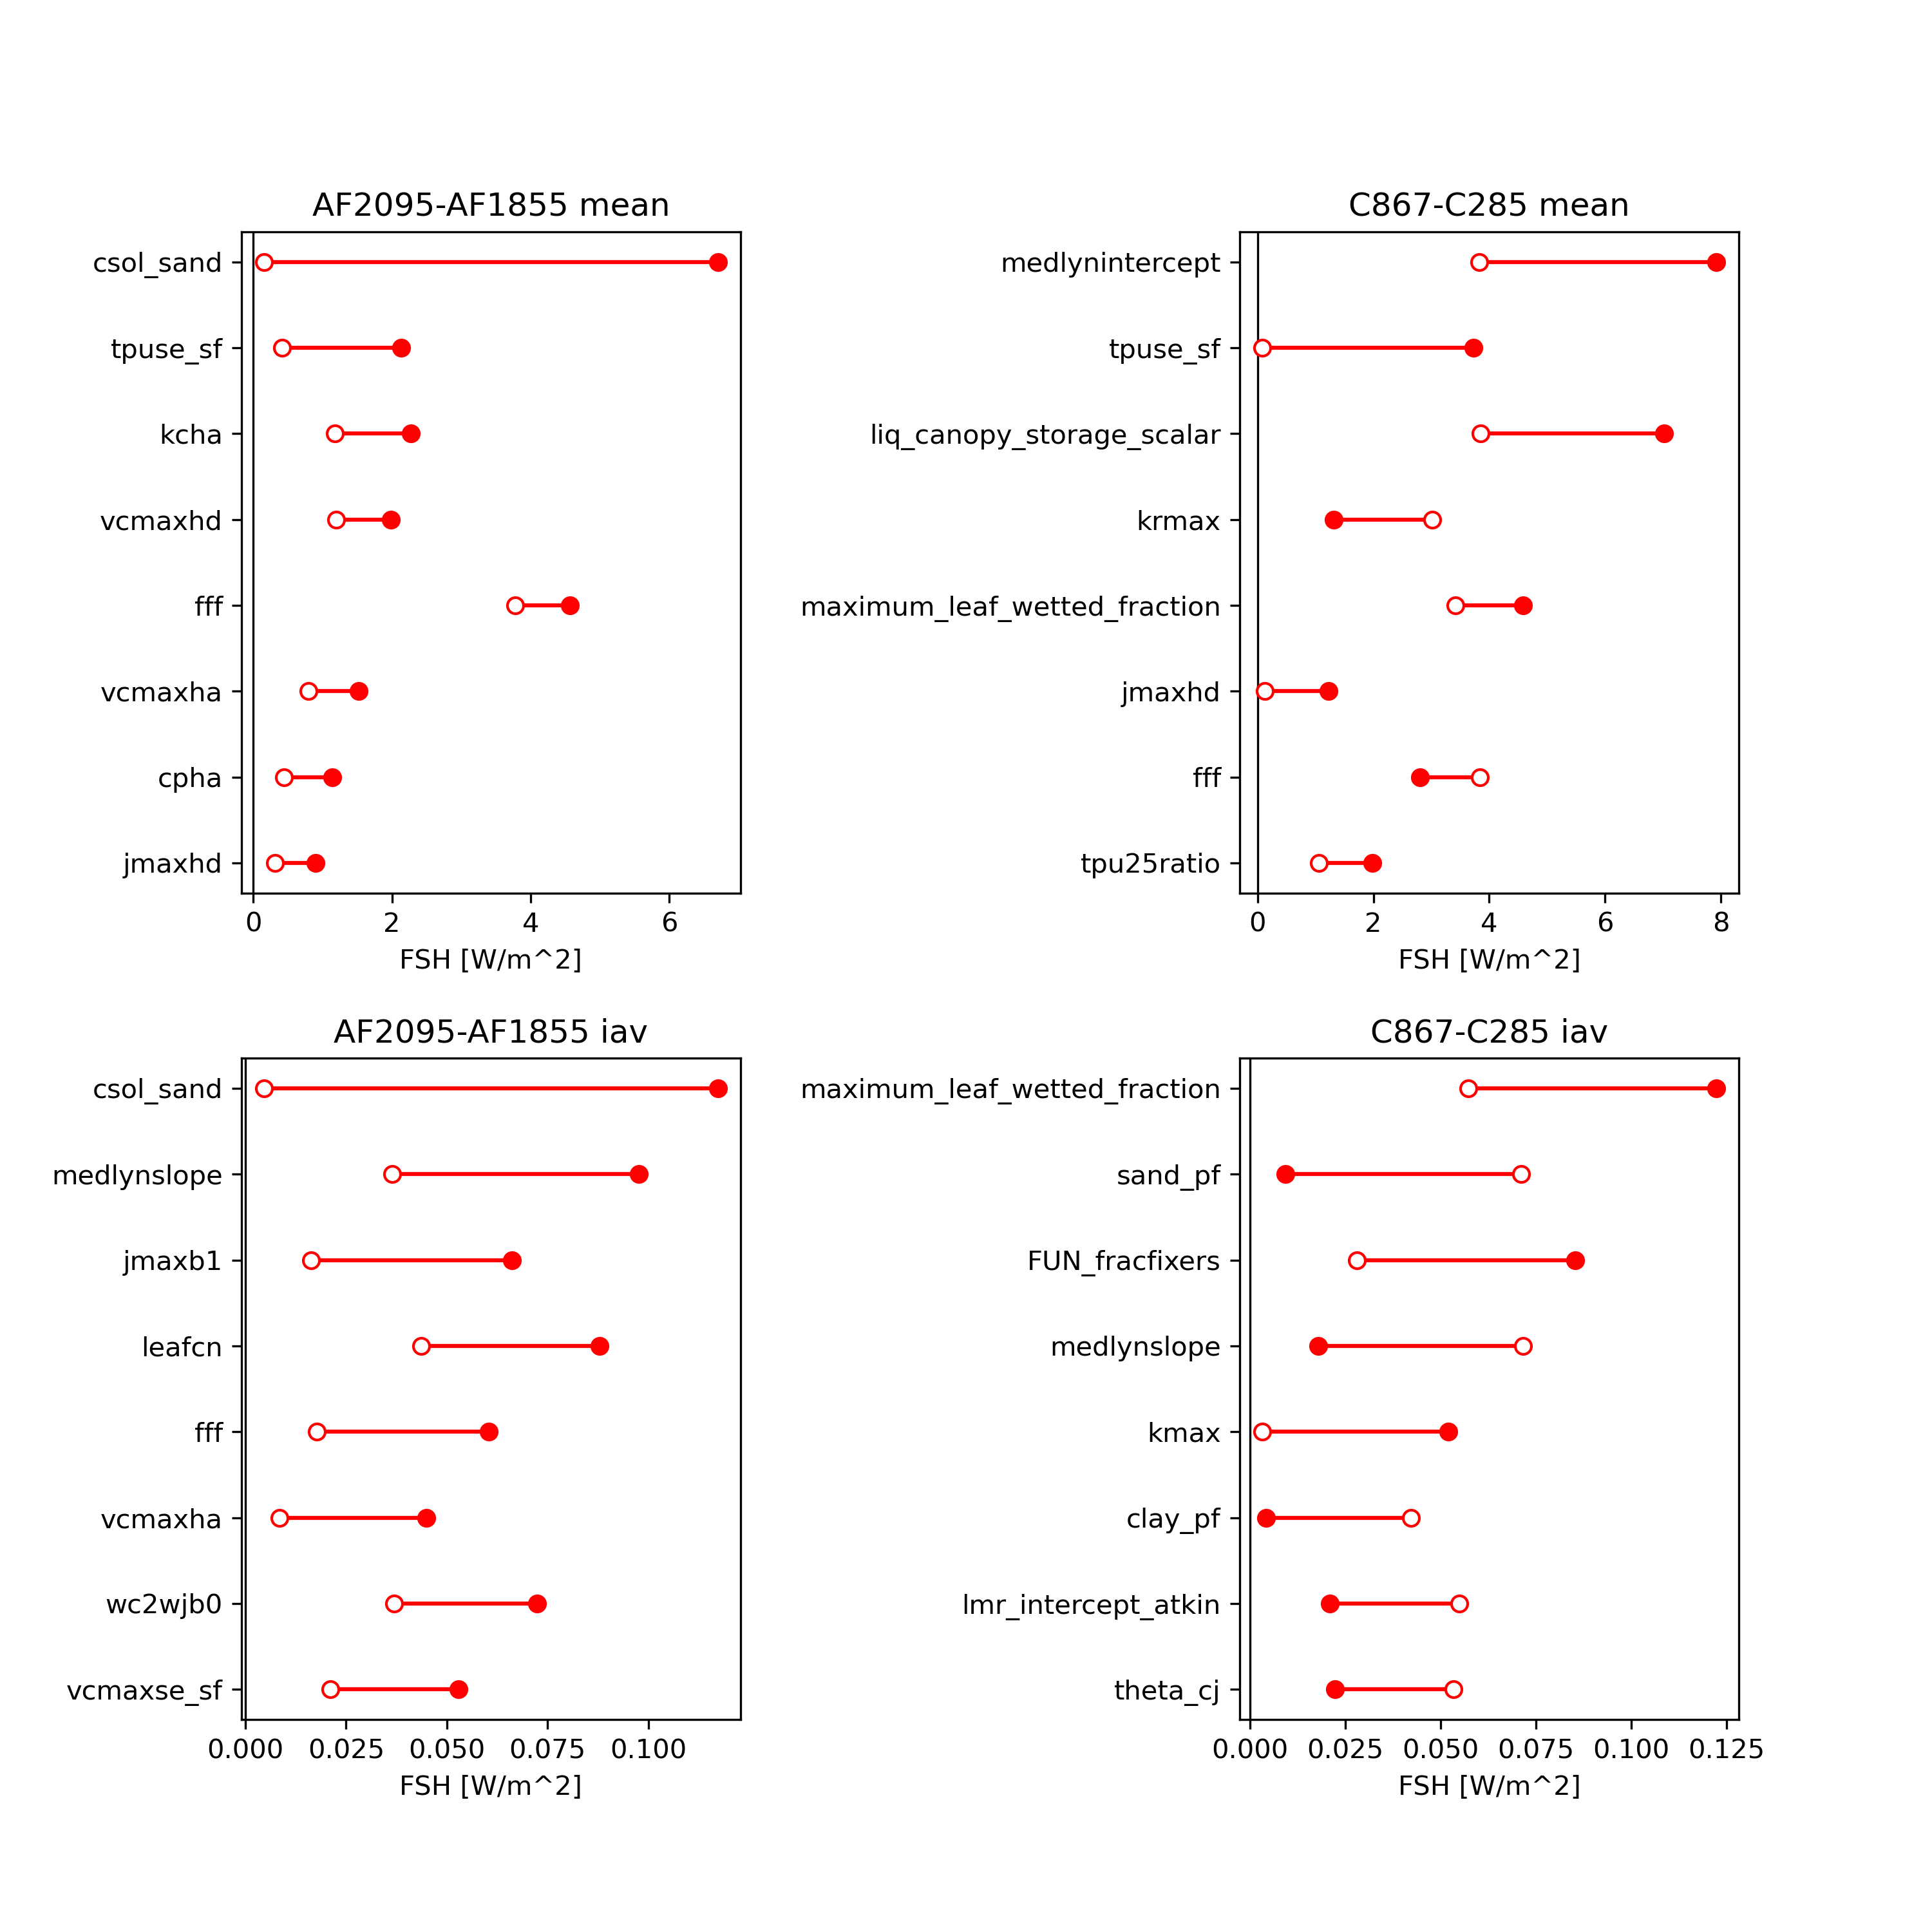 AF2095-AF1855 mean
csol_sand
tpuse_sf
kcha
vcmaxhd
fff
vcmaxha
cpha
jmaxhd
0 2 4 6
FSH [W/m^2]
C867-C285 mean
medlynintercept
tpuse_sf
liq_canopy_storage_scalar
krmax
maximum_leaf_wetted_fraction
jmaxhd
fff
tpu25ratio
0 2 4 6 8
FSH [W/m^2]
AF2095-AF1855 iav
csol_sand
medlynslope
jmaxb1
leafcn
fff
vcmaxha
wc2wjb0
vcmaxse_sf
0.000 0.025 0.050 0.075 0.100
FSH [W/m^2]
C867-C285 iav
maximum_leaf_wetted_fraction
sand_pf
FUN_fracfixers
medlynslope
kmax
clay_pf
lmr_intercept_atkin
theta_cj
0.000 0.025 0.050 0.075 0.100 0.125
FSH [W/m^2]